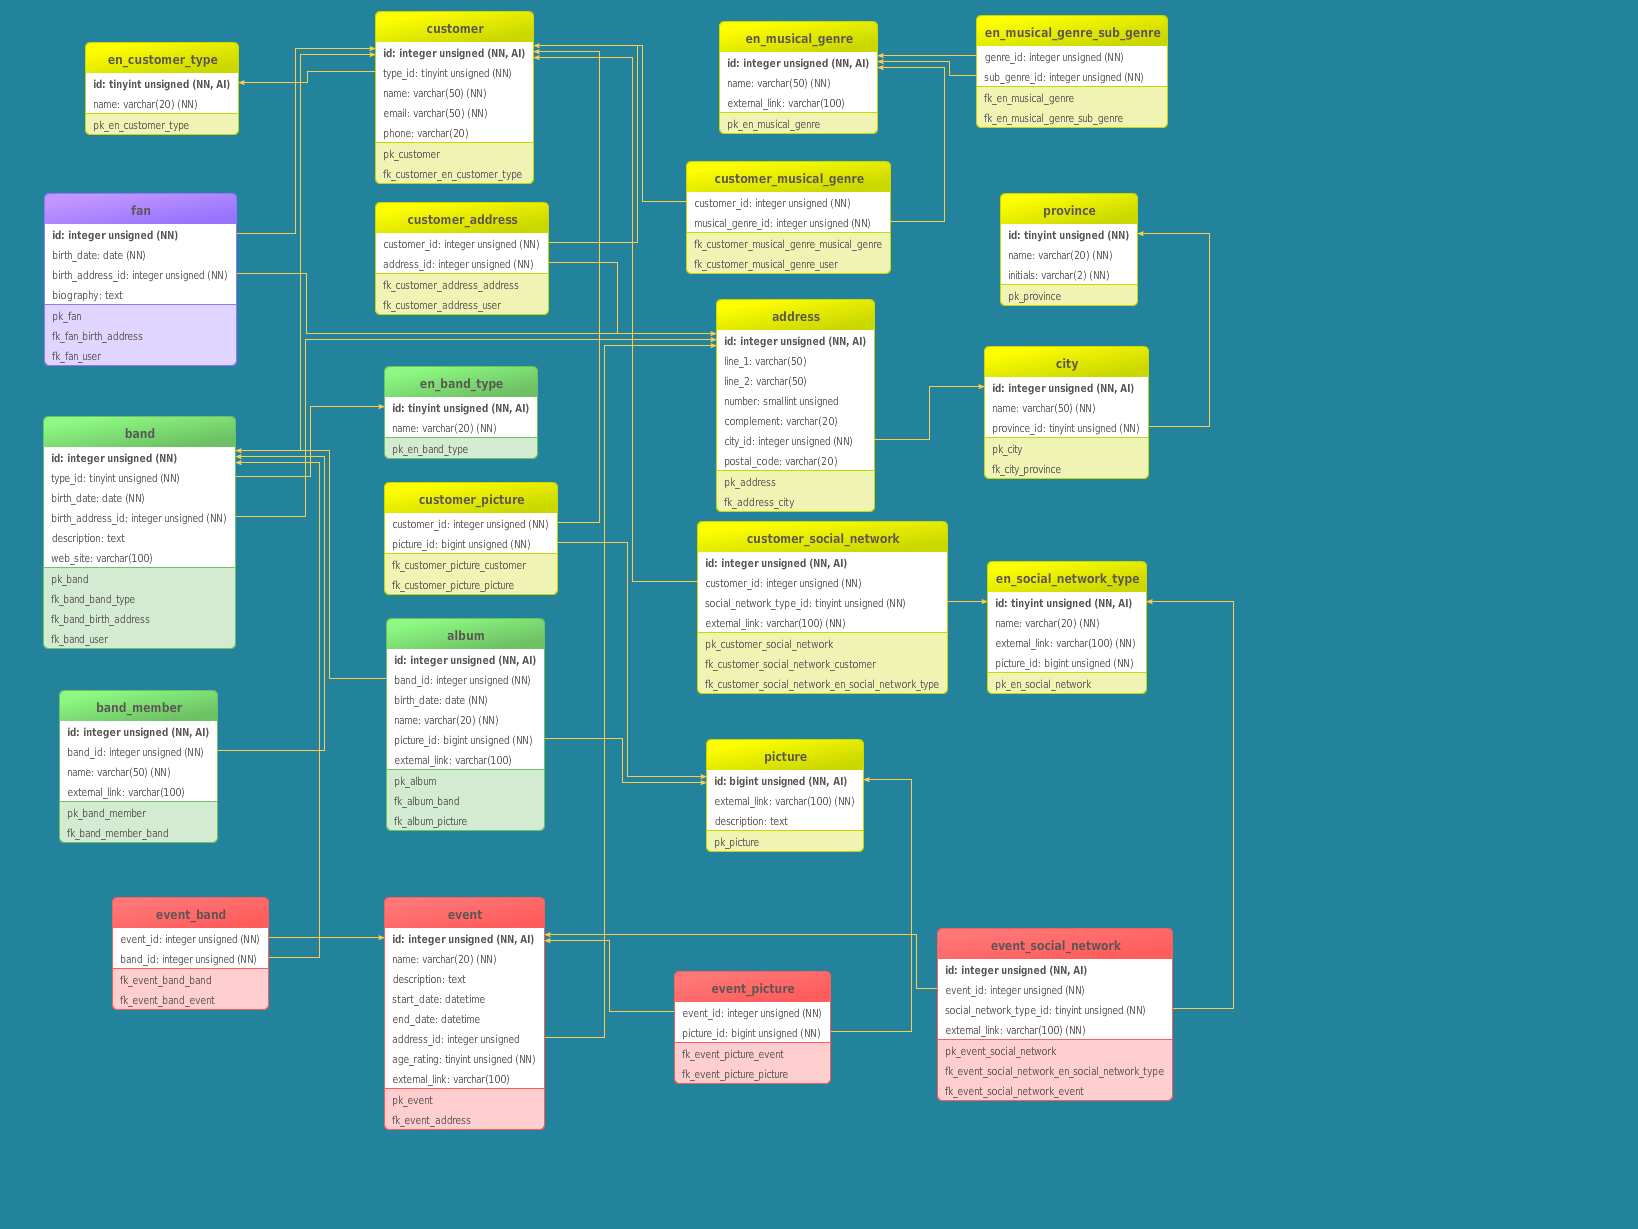 en_customer_type
id: tinyint unsigned (NN, AI)
name: varchar(20) (NN)
pk_en_customer_type
customer
id: integer unsigned (NN, AI)
type_id: tinyint unsigned (NN)
name: varchar(50) (NN)
email: varchar(50) (NN)
phone: varchar(20)
pk_customer
fk_customer_en_customer_type
en_musical_genre
id: integer unsigned (NN, AI)
name: varchar(50) (NN)
external_link: varchar(100)
pk_en_musical_genre
en_musical_genre_sub_genre
genre_id: integer unsigned (NN)
sub_genre_id: integer unsigned (NN)
fk_en_musical_genre
fk_en_musical_genre_sub_genre
fan
id: integer unsigned (NN)
birth_date: date (NN)
birth_address_id: integer unsigned (NN)
biography: text
pk_fan
fk_fan_birth_address
fk_fan_user
customer_address
customer_id: integer unsigned (NN)
address_id: integer unsigned (NN)
fk_customer_address_address
fk_customer_address_user
customer_musical_genre
customer_id: integer unsigned (NN)
musical_genre_id: integer unsigned (NN)
fk_customer_musical_genre_musical_genre
fk_customer_musical_genre_user
province
id: tinyint unsigned (NN)
name: varchar(20) (NN)
initials: varchar(2) (NN)
pk_province
address
id: integer unsigned (NN, AI)
line_1: varchar(50)
line_2: varchar(50)
number: smallint unsigned
complement: varchar(20)
city_id: integer unsigned (NN)
postal_code: varchar(20)
pk_address
fk_address_city
city
id: integer unsigned (NN, AI)
name: varchar(50) (NN)
province_id: tinyint unsigned (NN)
pk_city
fk_city_province
en_band_type
id: tinyint unsigned (NN, AI)
name: varchar(20) (NN)
pk_en_band_type
band
id: integer unsigned (NN)
type_id: tinyint unsigned (NN)
birth_date: date (NN)
birth_address_id: integer unsigned (NN)
description: text
web_site: varchar(100)
pk_band
fk_band_band_type
fk_band_birth_address
fk_band_user
customer_picture
customer_id: integer unsigned (NN)
picture_id: bigint unsigned (NN)
fk_customer_picture_customer
fk_customer_picture_picture
customer_social_network
id: integer unsigned (NN, AI)
customer_id: integer unsigned (NN)
social_network_type_id: tinyint unsigned (NN)
external_link: varchar(100) (NN)
pk_customer_social_network
fk_customer_social_network_customer
fk_customer_social_network_en_social_network_type
en_social_network_type
id: tinyint unsigned (NN, AI)
name: varchar(20) (NN)
external_link: varchar(100) (NN)
picture_id: bigint unsigned (NN)
pk_en_social_network
album
id: integer unsigned (NN, AI)
band_id: integer unsigned (NN)
birth_date: date (NN)
name: varchar(20) (NN)
picture_id: bigint unsigned (NN)
external_link: varchar(100)
pk_album
fk_album_band
fk_album_picture
band_member
id: integer unsigned (NN, AI)
band_id: integer unsigned (NN)
name: varchar(50) (NN)
external_link: varchar(100)
pk_band_member
fk_band_member_band
picture
id: bigint unsigned (NN, AI)
external_link: varchar(100) (NN)
description: text
pk_picture
event_band
event_id: integer unsigned (NN)
band_id: integer unsigned (NN)
fk_event_band_band
fk_event_band_event
event
id: integer unsigned (NN, AI)
name: varchar(20) (NN)
description: text
start_date: datetime
end_date: datetime
address_id: integer unsigned
age_rating: tinyint unsigned (NN)
external_link: varchar(100)
pk_event
fk_event_address
event_picture
event_id: integer unsigned (NN)
picture_id: bigint unsigned (NN)
fk_event_picture_event
fk_event_picture_picture
event_social_network
id: integer unsigned (NN, AI)
event_id: integer unsigned (NN)
social_network_type_id: tinyint unsigned (NN)
external_link: varchar(100) (NN)
pk_event_social_network
fk_event_social_network_en_social_network_type
fk_event_social_network_event